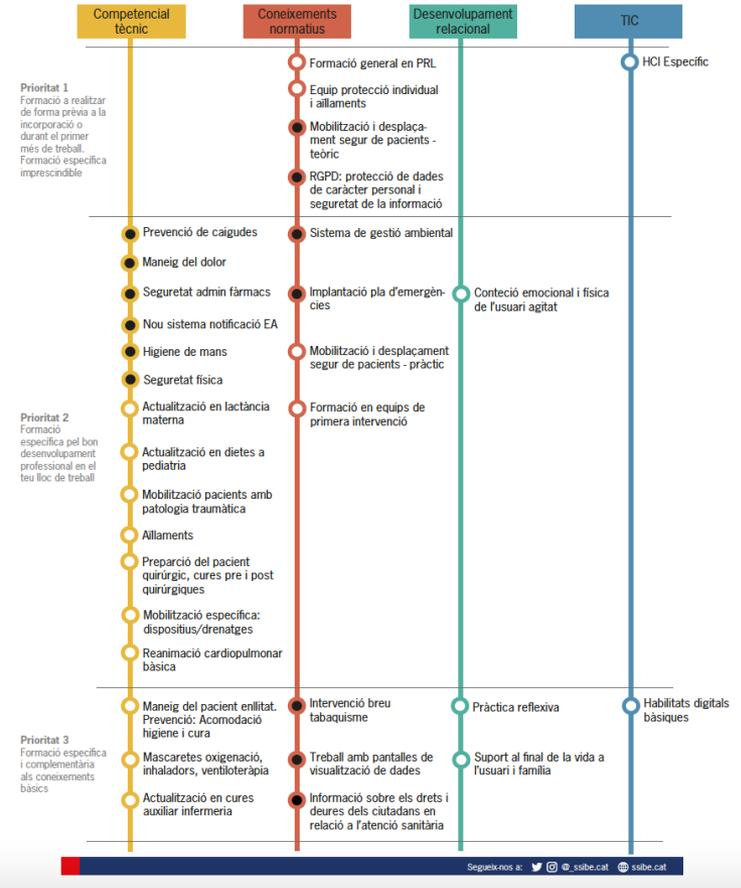 Competencial
tècnic
Coneixements
normatius
Desenvolupament
relacional
TIC
Prioritat 1
Formació a realitzar
de forma prèvia a la
incorporació o
durant el primer
més de treball.
Formació específica
imprescindible
Formació general en PRL
Equip protecció individual
i aïllaments
Mobilització i desplaça-
ment segur de pacients -
teòric
RGPD: protecció de dades
de caràcter personal i
seguretat de la informació
HCI Específic
Prioritat 2
Formació
específica pel bon
desenvolupament
professional en el
teu lloc de treball
Prevenció de caigudes
Maneig del dolor
Seguretat admin fàrmacs
Nou sistema notificació EA
Higiene de mans
Seguretat física
Actualització en lactància
materna
Actualització en dietes a
pediatria
Mobilització pacients amb
patologia traumàtica
Aïllaments
Preparció del pacient
quirúrgic, cures pre i post
quirúrgiques
Mobilització específica:
dispositius/drenatges
Reanimació cardiopulmonar
bàsica
Sistema de gestió ambiental
Implantació pla d'emergèn-
cies
Mobilització i desplaçament
segur de pacients - pràctic
Formació en equips de
primera intervenció
Conteció emocional i física
de l'usuari agitat
Prioritat 3
Formació específica
i complementària
als coneixements
bàsics
Maneig del pacient enllitat.
Prevenció: Acomodació
higiene i cura
Mascaretes oxigenació,
inhaladors, ventiloteràpia
Actualització en cures
auxiliar infermeria
Intervenció breu
tabaquisme
Treball amb pantalles de
visualització de dades
Informació sobre els drets i
deures dels ciutadans en
relació a l'atenció sanitària
Pràctica reflexiva
Suport al final de la vida a
l'usuari i família
Habilitats digitals
bàsiques
Segueix-nos a: @_ssibe.cat ssibe.cat